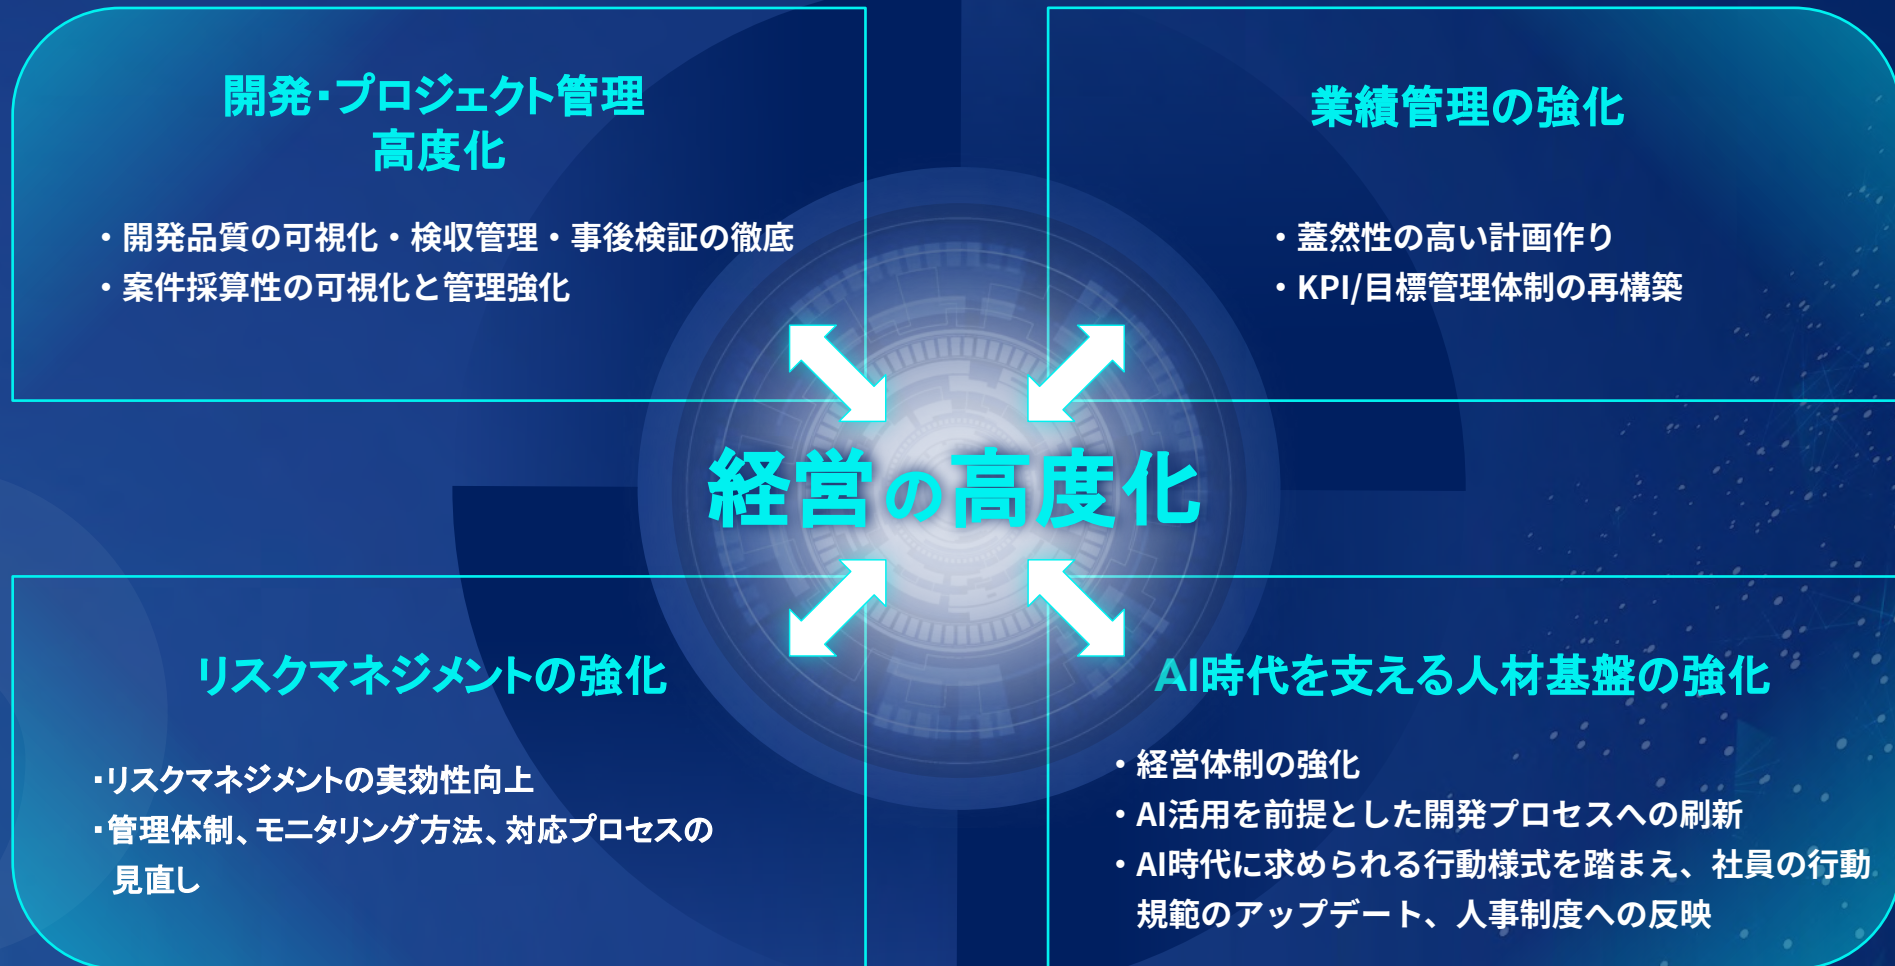 開発・プロジェクト管理
高度化
・開発品質の可視化・検収管理・事後検証の徹底
・案件採算性の可視化と管理強化
業績管理の強化
・蓋然性の高い計画作り
・KPI/目標管理体制の再構築
経営の高度化
リスクマネジメントの強化
・リスクマネジメントの実効性向上
・管理体制、モニタリング方法、対応プロセスの
見直し
AI時代を支える人材基盤の強化
・経営体制の強化
・AI活用を前提とした開発プロセスへの刷新
・AI時代に求められる行動様式を踏まえ、社員の行動
規範のアップデート、人事制度への反映